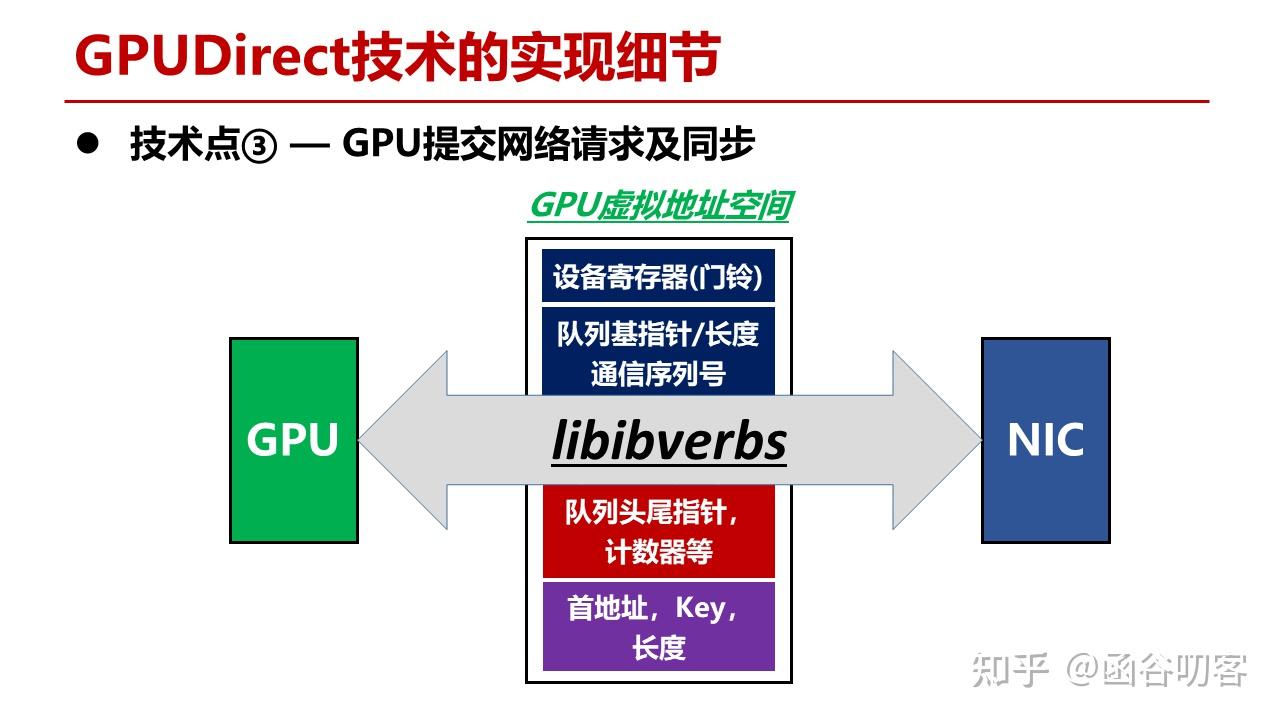 GPUDirect技术的实现细节
● 技术点③ — GPU提交网络请求及同步
GPU虚拟地址空间
设备寄存器(门铃)
队列基指针/长度
通信序列号
GPU
libibverbs
NIC
队列头尾指针，
计数器等
首地址，Key，
长度
知乎 @函谷叨客